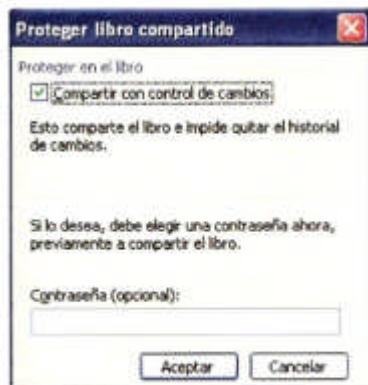 Proteger libro compartido
Proteger en el libro
Compartir con control de cambios
Esto comparte el libro e impide quitar el historial
de cambios.
Si lo desea, debe elegir una contraseña ahora,
previamente a compartir el libro.
Contraseña (opcional):
Aceptar
Cancelar